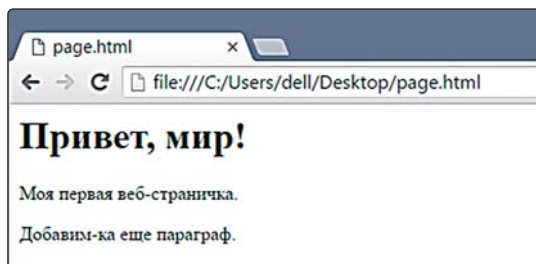 page.html
file:///C:/Users/dell/Desktop/page.html
Привет, мир!
Моя первая веб-страничка.
Добавим-ка еще параграф.